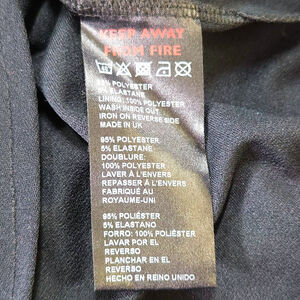 KEEP AWAY
FROM FIRE
95% POLYESTER
5% ELASTANE
LINING: 100% POLYESTER
WASH INSIDE OUT
IRON ON REVERSE SIDE
MADE IN UK
95% POLYESTER
5% ELASTANE
DOUBLURE:
100% POLYESTER
LAVER À L'ENVERS
REPASSER À L'ENVERS
FABRIQUÉ AU
ROYAUME-UNI
95% POLIÉSTER
5% ELASTANO
FORRO: 100% POLIÉSTER
LAVAR POR EL
REVERSO
PLANCHAR EN EL
REVERSO
HECHO EN REINO UNIDO